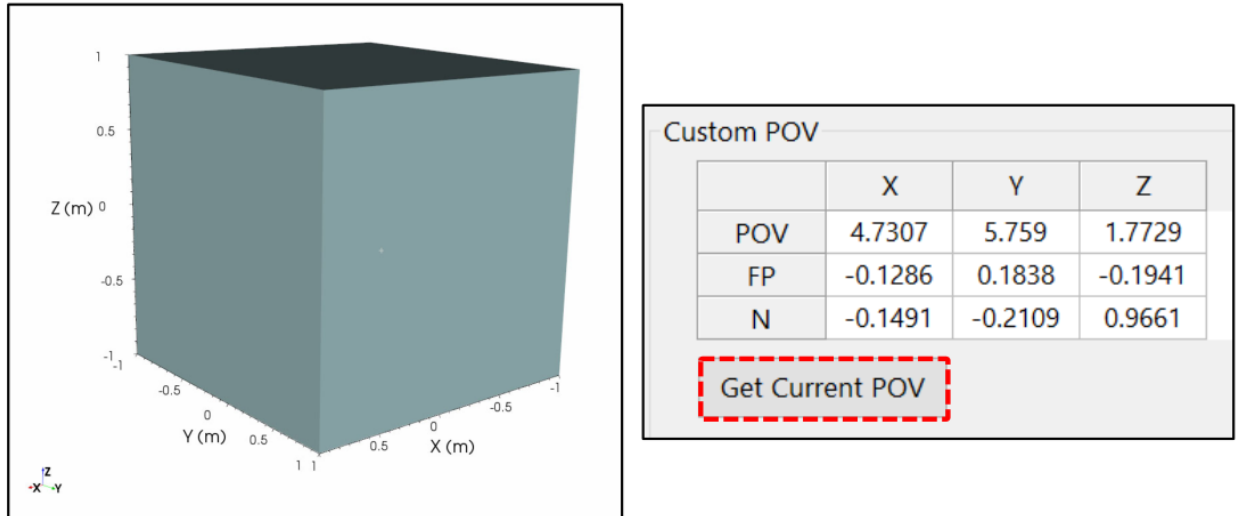 1
0.5
Z (m) 0
-0.5
-1
-1
-0.5
0
Y (m)
0.5
1 1
0.5
0
X (m)
-0.5
-1
Z
-X -Y
Custom POV
X Y Z
POV 4.7307 5.759 1.7729
FP -0.1286 0.1838 -0.1941
N -0.1491 -0.2109 0.9661
Get Current POV